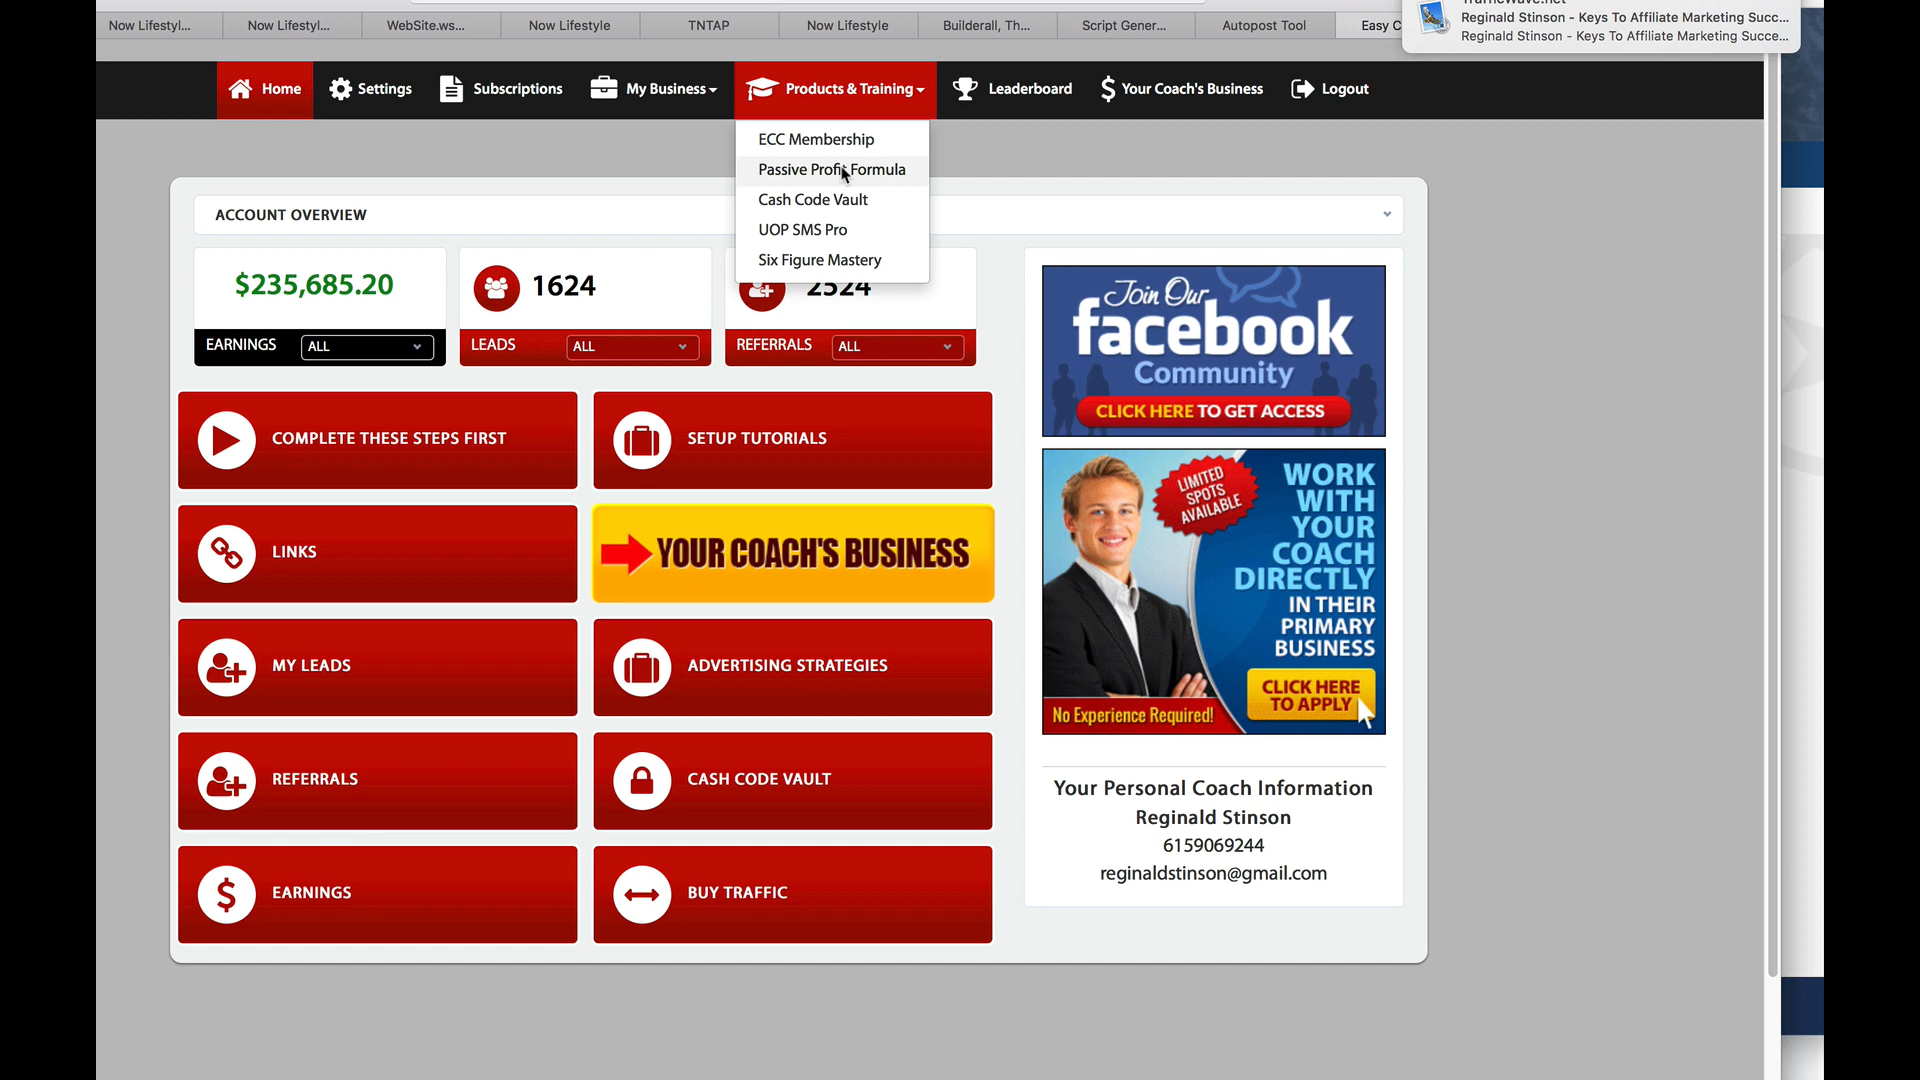 Now Lifestyl...
Now Lifestyl...
WebSite.ws...
Now Lifestyle
TNTAP
Now Lifestyle
Builderall, Th...
Script Gener...
Autopost Tool
Easy C
Reginald Stinson - Keys To Affiliate Marketing Succ...
Reginald Stinson - Keys To Affiliate Marketing Succe...
Home
Settings
Subscriptions
My Business
Products & Training
Leaderboard
Your Coach's Business
Logout
ECC Membership
Passive Profit Formula
Cash Code Vault
UOP SMS Pro
Six Figure Mastery
ACCOUNT OVERVIEW
$235,685.20
EARNINGS
ALL
1624
LEADS
ALL
2524
REFERRALS
ALL
COMPLETE THESE STEPS FIRST
SETUP TUTORIALS
LINKS
YOUR COACH'S BUSINESS
MY LEADS
ADVERTISING STRATEGIES
REFERRALS
CASH CODE VAULT
EARNINGS
BUY TRAFFIC
Join Our
facebook
Community
CLICK HERE TO GET ACCESS
LIMITED
SPOTS
AVAILABLE
WORK
WITH
YOUR
COACH
DIRECTLY
IN THEIR
PRIMARY
BUSINESS
CLICK HERE
TO APPLY
No Experience Required!
Your Personal Coach Information
Reginald Stinson
6159069244
reginaldstinson@gmail.com